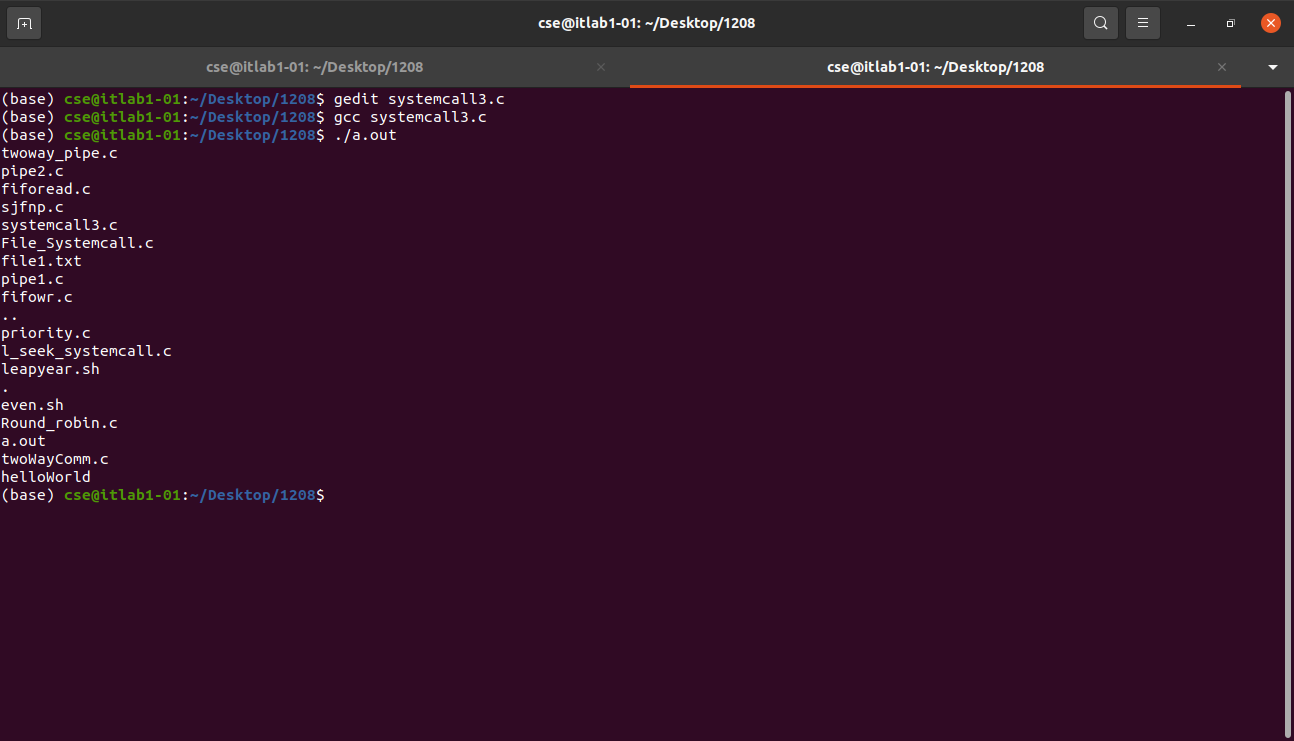 cse@itlab1-01: ~/Desktop/1208
cse@itlab1-01: ~/Desktop/1208
cse@itlab1-01: ~/Desktop/1208
(base) cse@itlab1-01:~/Desktop/1208$ gedit systemcall3.c
(base) cse@itlab1-01:~/Desktop/1208$ gcc systemcall3.c
(base) cse@itlab1-01:~/Desktop/1208$ ./a.out
twoway_pipe.c
pipe2.c
fiforead.c
sjfnp.c
systemcall3.c
File_Systemcall.c
file1.txt
pipe1.c
fifowr.c
..
priority.c
l_seek_systemcall.c
leapyear.sh
.
even.sh
Round_robin.c
a.out
twoWayComm.c
helloWorld
(base) cse@itlab1-01:~/Desktop/1208$